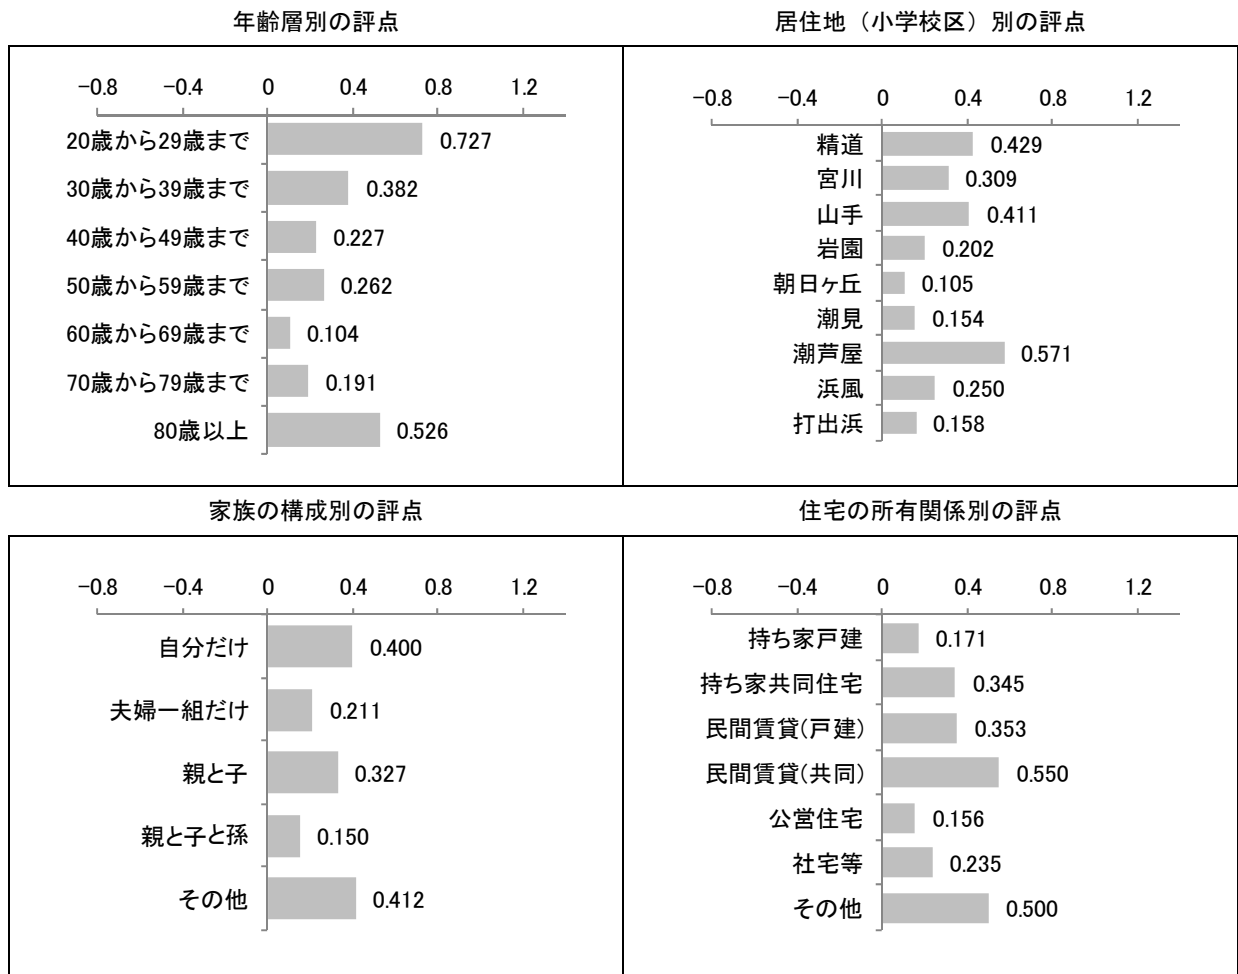 年齢層別の評点
−0.8 −0.4 0 0.4 0.8 1.2
20歳から29歳まで 0.727
30歳から39歳まで 0.382
40歳から49歳まで 0.227
50歳から59歳まで 0.262
60歳から69歳まで 0.104
70歳から79歳まで 0.191
80歳以上 0.526
居住地（小学校区）別の評点
−0.8 −0.4 0 0.4 0.8 1.2
精道 0.429
宮川 0.309
山手 0.411
岩園 0.202
朝日ヶ丘 0.105
潮見 0.154
潮芦屋 0.571
浜風 0.250
打出浜 0.158
家族の構成別の評点
−0.8 −0.4 0 0.4 0.8 1.2
自分だけ 0.400
夫婦一組だけ 0.211
親と子 0.327
親と子と孫 0.150
その他 0.412
住宅の所有関係別の評点
−0.8 −0.4 0 0.4 0.8 1.2
持ち家戸建 0.171
持ち家共同住宅 0.345
民間賃貸(戸建) 0.353
民間賃貸(共同) 0.550
公営住宅 0.156
社宅等 0.235
その他 0.500